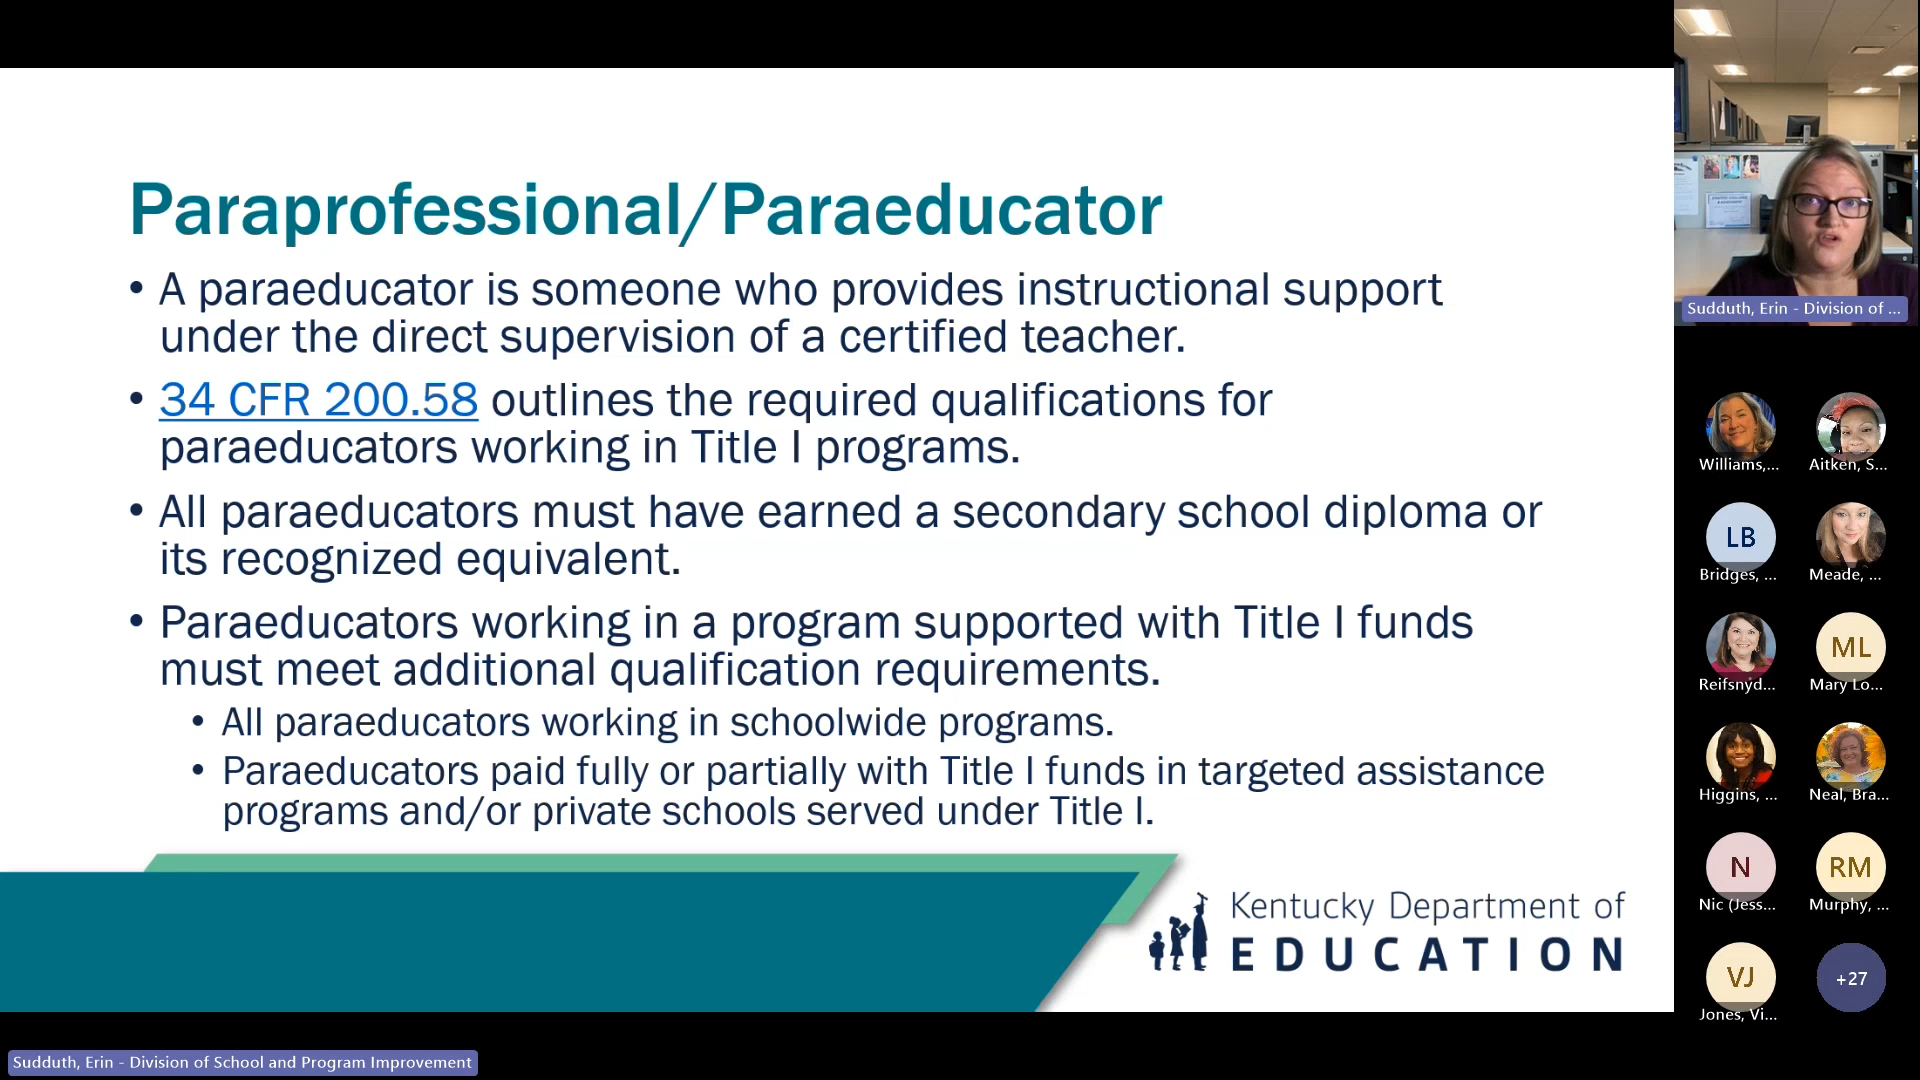 Paraprofessional/Paraeducator
• A paraeducator is someone who provides instructional support
under the direct supervision of a certified teacher.
• 34 CFR 200.58 outlines the required qualifications for
paraeducators working in Title I programs.
• All paraeducators must have earned a secondary school diploma or
its recognized equivalent.
• Paraeducators working in a program supported with Title I funds
must meet additional qualification requirements.
• All paraeducators working in schoolwide programs.
• Paraeducators paid fully or partially with Title I funds in targeted assistance
programs and/or private schools served under Title I.
Kentucky Department of
EDUCATION
Sudduth, Erin - Division of School and Program Improvement
Sudduth, Erin - Division of ...
Williams,...
Aitken, S...
LB
Bridges, ...
Meade, ...
Reifsnyd...
ML
Mary Lo...
Higgins, ...
Neal, Bra...
N
Nic (Jess...
RM
Murphy, ...
VJ
Jones, Vi...
+27